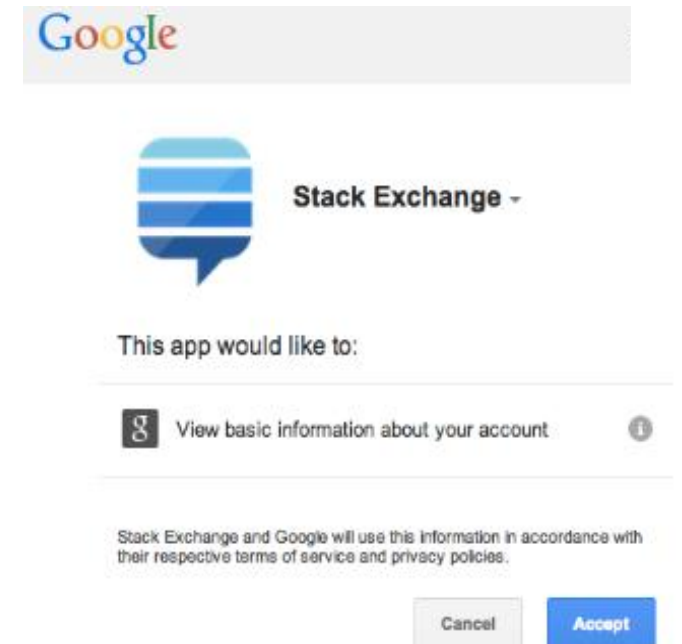 Google
Stack Exchange
This app would like to:
g View basic information about your account i
Stack Exchange and Google will use this information in accordance with
their respective terms of service and privacy policies.
Cancel Accept